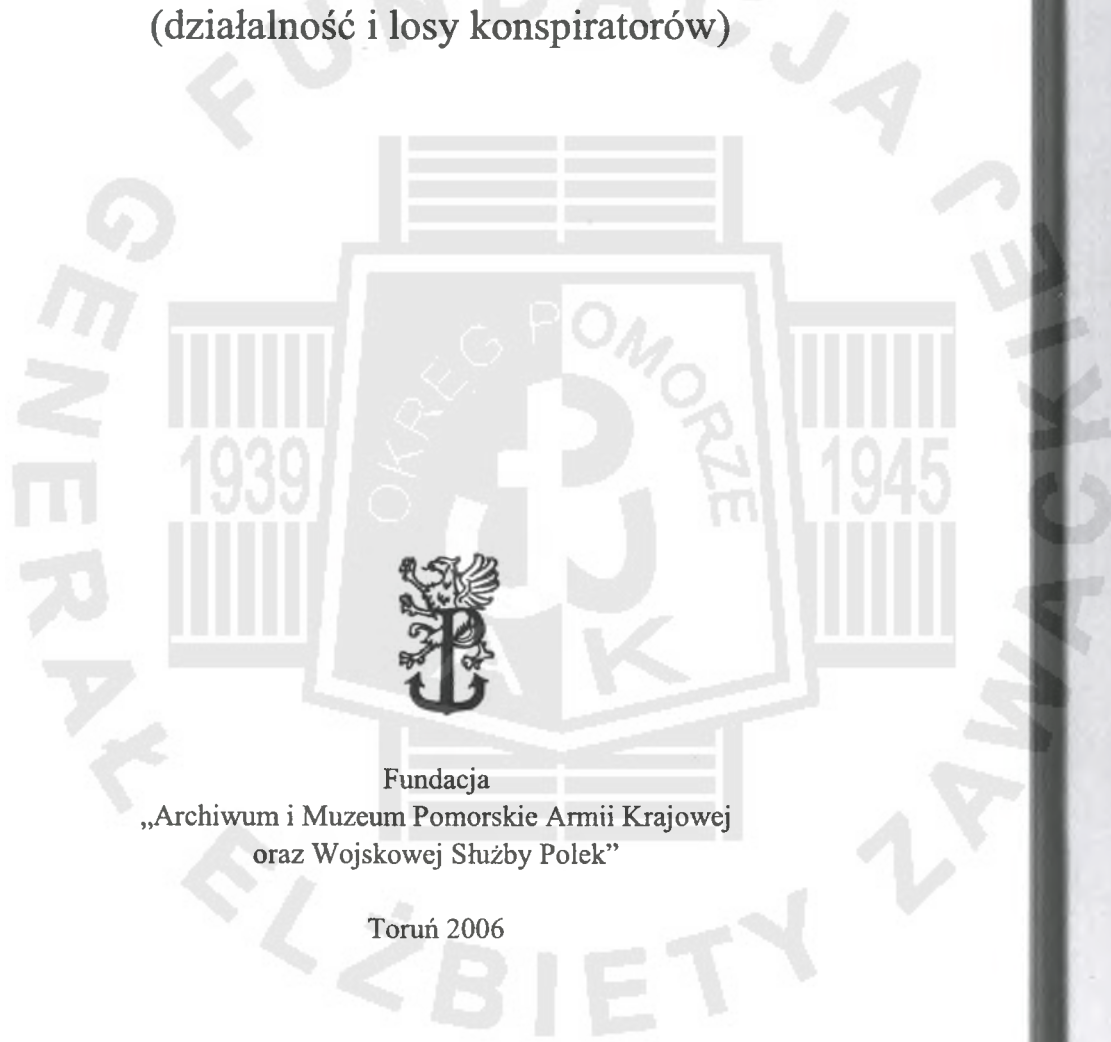 (działalność i losy konspiratorów)
FUNDACJA
GENERAŁ ELŻBIETY ZAWACKIEJ
OKRĘG POMORZE
1939
1945
AK
P
Fundacja
„Archiwum i Muzeum Pomorskie Armii Krajowej
oraz Wojskowej Służby Polek”
Toruń 2006